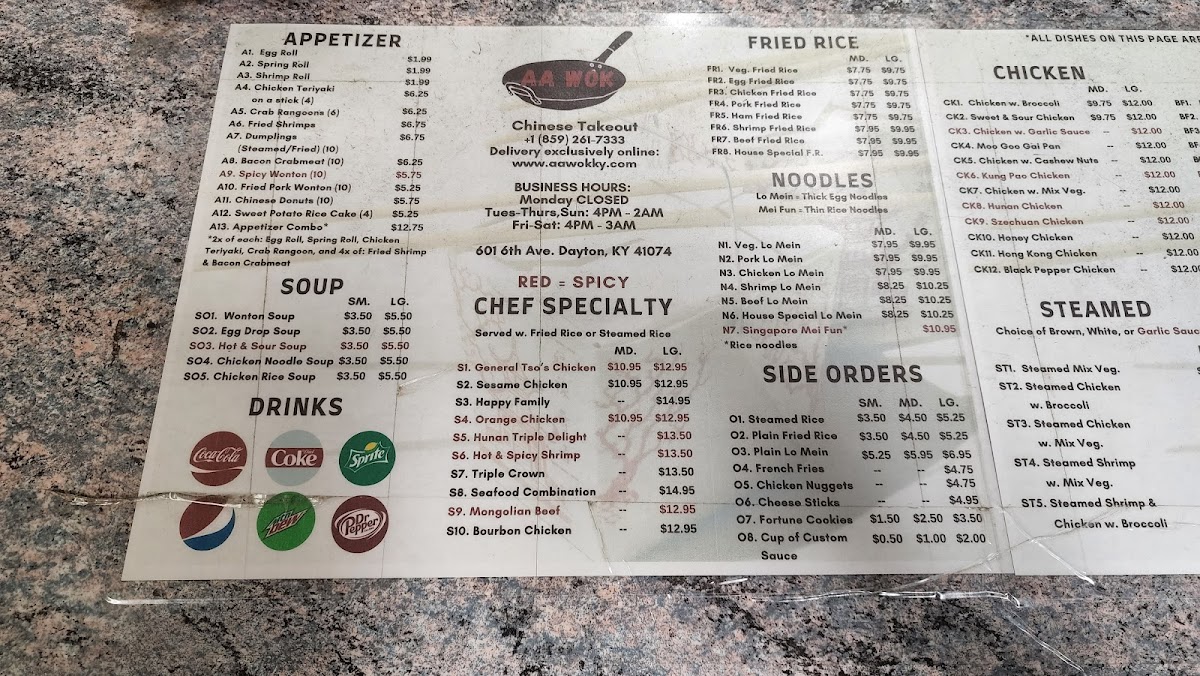 APPETIZER
A1. Egg Roll $1.99
A2. Spring Roll $1.99
A3. Shrimp Roll $1.99
A4. Chicken Teriyaki $6.25
on a stick (4)
A5. Crab Rangoons (6) $6.25
A6. Fried Shrimps $6.75
A7. Dumplings $6.75
(Steamed/Fried) (10)
A8. Bacon Crabmeat (10) $6.25
A9. Spicy Wonton (10) $5.75
A10. Fried Pork Wonton (10) $5.25
A11. Chinese Donuts (10) $5.75
A12. Sweet Potato Rice Cake (4) $5.25
A13. Appetizer Combo* $12.75
*2x of each: Egg Roll, Spring Roll, Chicken
Teriyaki, Crab Rangoon, and 4x of: Fried Shrimp
& Bacon Crabmeat
SOUP
SM. LG.
SO1. Wonton Soup $3.50 $5.50
SO2. Egg Drop Soup $3.50 $5.50
SO3. Hot & Sour Soup $3.50 $5.50
SO4. Chicken Noodle Soup $3.50 $5.50
SO5. Chicken Rice Soup $3.50 $5.50
DRINKS
Coca-Cola
Coke
Sprite
Mtn Dew
Dr Pepper
AA WOK
Chinese Takeout
+1 (859) 261-7333
Delivery exclusively online:
www.aawokky.com
BUSINESS HOURS:
Monday CLOSED
Tues-Thurs,Sun: 4PM - 2AM
Fri-Sat: 4PM - 3AM
601 6th Ave. Dayton, KY 41074
RED = SPICY
CHEF SPECIALTY
Served w. Fried Rice or Steamed Rice
MD. LG.
S1. General Tso's Chicken $10.95 $12.95
S2. Sesame Chicken $10.95 $12.95
S3. Happy Family -- $14.95
S4. Orange Chicken $10.95 $12.95
S5. Hunan Triple Delight -- $13.50
S6. Hot & Spicy Shrimp -- $13.50
S7. Triple Crown -- $13.50
S8. Seafood Combination -- $14.95
S9. Mongolian Beef -- $12.95
S10. Bourbon Chicken -- $12.95
FRIED RICE
MD. LG.
FR1. Veg. Fried Rice $7.75 $9.75
FR2. Egg Fried Rice $7.75 $9.75
FR3. Chicken Fried Rice $7.75 $9.75
FR4. Pork Fried Rice $7.75 $9.75
FR5. Ham Fried Rice $7.75 $9.75
FR6. Shrimp Fried Rice $7.95 $9.95
FR7. Beef Fried Rice $7.95 $9.95
FR8. House Special F.R. $7.95 $9.95
NOODLES
Lo Mein = Thick Egg Noodles
Mei Fun = Thin Rice Noodles
MD. LG.
N1. Veg. Lo Mein $7.95 $9.95
N2. Pork Lo Mein $7.95 $9.95
N3. Chicken Lo Mein $7.95 $9.95
N4. Shrimp Lo Mein $8.25 $10.25
N5. Beef Lo Mein $8.25 $10.25
N6. House Special Lo Mein $8.25 $10.25
N7. Singapore Mei Fun* $10.95
*Rice noodles
SIDE ORDERS
SM. MD. LG.
O1. Steamed Rice $3.50 $4.50 $5.25
O2. Plain Fried Rice $3.50 $4.50 $5.25
O3. Plain Lo Mein $5.25 $5.95 $6.95
O4. French Fries -- -- $4.75
O5. Chicken Nuggets -- -- $4.75
O6. Cheese Sticks -- -- $4.95
O7. Fortune Cookies $1.50 $2.50 $3.50
O8. Cup of Custom $0.50 $1.00 $2.00
Sauce
*ALL DISHES ON THIS PAGE ARE
CHICKEN
MD. LG.
CK1. Chicken w. Broccoli $9.75 $12.00
CK2. Sweet & Sour Chicken $9.75 $12.00
CK3. Chicken w. Garlic Sauce -- $12.00
CK4. Moo Goo Gai Pan -- $12.00
CK5. Chicken w. Cashew Nuts -- $12.00
CK6. Kung Pao Chicken -- $12.00
CK7. Chicken w. Mix Veg. -- $12.00
CK8. Hunan Chicken -- $12.00
CK9. Szechuan Chicken -- $12.00
CK10. Honey Chicken -- $12.00
CK11. Hong Kong Chicken -- $12.00
CK12. Black Pepper Chicken -- $12.00
BF1.
BF2.
STEAMED
Choice of Brown, White, or Garlic Sauc
ST1. Steamed Mix Veg.
ST2. Steamed Chicken
w. Broccoli
ST3. Steamed Chicken
w. Mix Veg.
ST4. Steamed Shrimp
w. Mix Veg.
ST5. Steamed Shrimp &
Chicken w. Broccoli